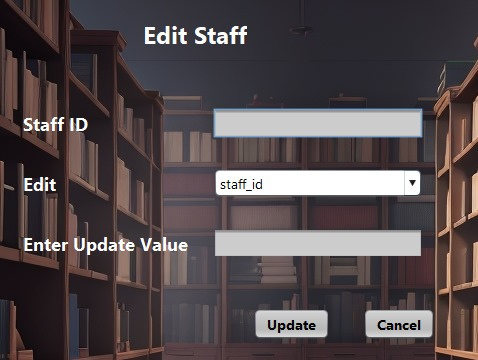 Edit Staff
Staff ID
Edit staff_id
Enter Update Value
Update Cancel